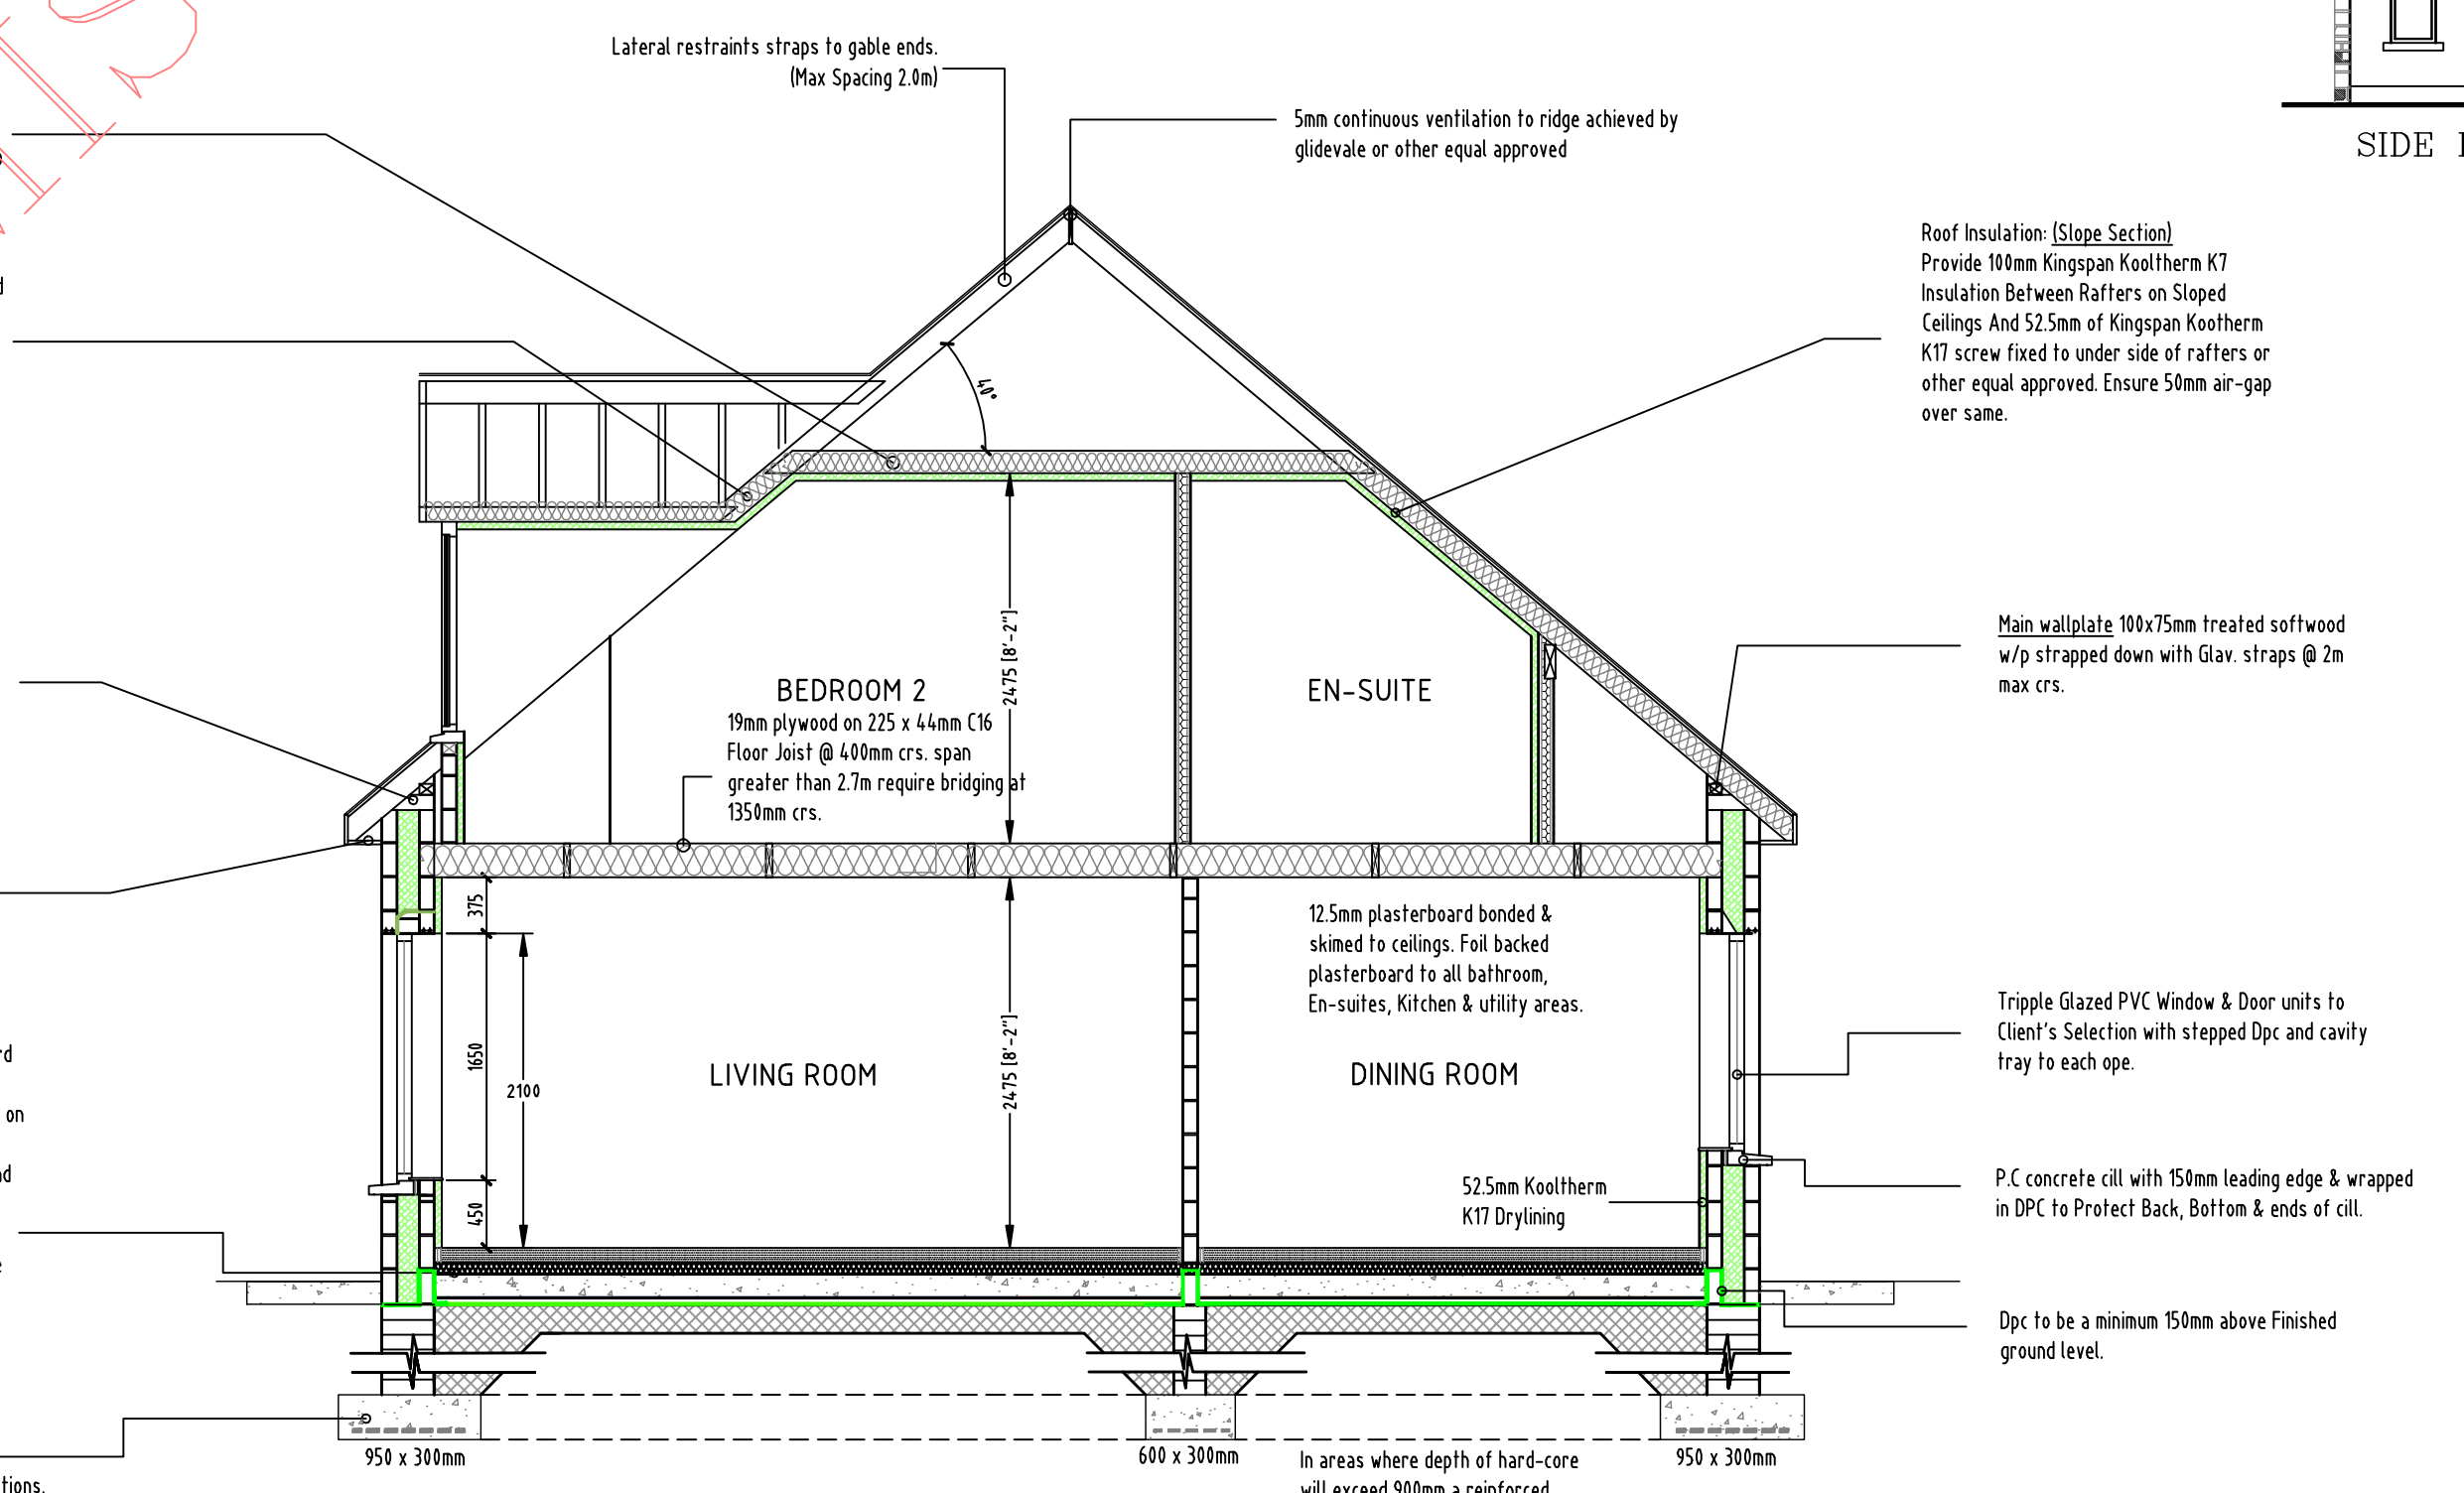 Lateral restraints straps to gable ends.
(Max Spacing 2.0m)
5mm continuous ventilation to ridge achieved by
glidevale or other equal approved
SIDE
Roof Insulation: (Slope Section)
Provide 100mm Kingspan Kooltherm K7
Insulation Between Rafters on Sloped
Ceilings And 52.5mm of Kingspan Kootherm
K17 screw fixed to under side of rafters or
other equal approved. Ensure 50mm air-gap
over same.
40°
2475 [8'-2"]
BEDROOM 2
19mm plywood on 225 x 44mm C16
Floor Joist @ 400mm crs. span
greater than 2.7m require bridging at
1350mm crs.
EN-SUITE
Main wallplate 100x75mm treated softwood
w/p strapped down with Glav. straps @ 2m
max crs.
375
1650
450
2100
2475 [8'-2"]
LIVING ROOM
12.5mm plasterboard bonded &
skimed to ceilings. Foil backed
plasterboard to all bathroom,
En-suites, Kitchen & utility areas.
DINING ROOM
52.5mm Kooltherm
K17 Drylining
Tripple Glazed PVC Window & Door units to
Client's Selection with stepped Dpc and cavity
tray to each ope.
P.C concrete cill with 150mm leading edge & wrapped
in DPC to Protect Back, Bottom & ends of cill.
Dpc to be a minimum 150mm above Finished
ground level.
on
950 x 300mm
600 x 300mm
950 x 300mm
In areas where depth of hard-core
will exceed 900mm a reinforced
tions.